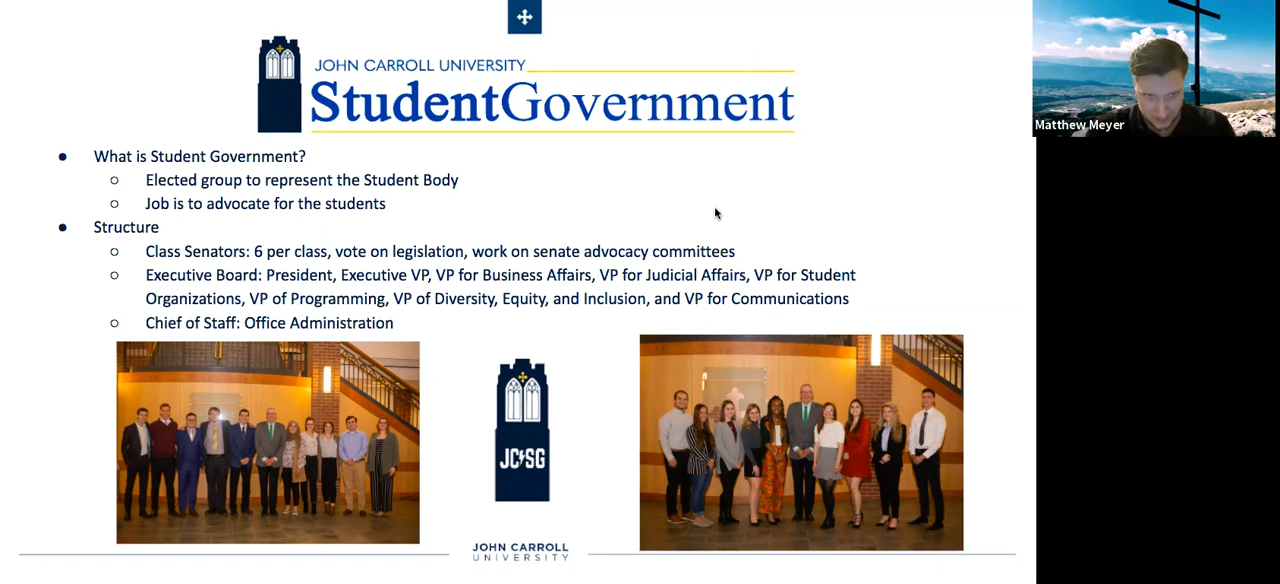 JOHN CARROLL UNIVERSITY
StudentGovernment
Matthew Meyer
● What is Student Government?
○ Elected group to represent the Student Body
○ Job is to advocate for the students
● Structure
○ Class Senators: 6 per class, vote on legislation, work on senate advocacy committees
○ Executive Board: President, Executive VP, VP for Business Affairs, VP for Judicial Affairs, VP for Student
Organizations, VP of Programming, VP of Diversity, Equity, and Inclusion, and VP for Communications
○ Chief of Staff: Office Administration
JCSG
JOHN CARROLL
UNIVERSITY